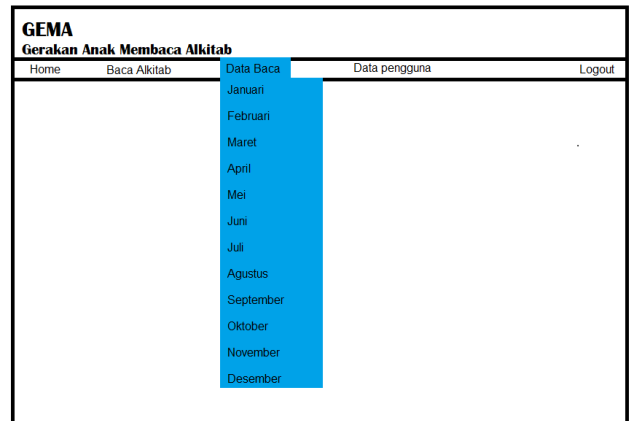 GEMA
Gerakan Anak Membaca Alkitab
Home Baca Alkitab Data Baca Data pengguna Logout
Januari
Februari
Maret
April
Mei
Juni
Juli
Agustus
September
Oktober
November
Desember